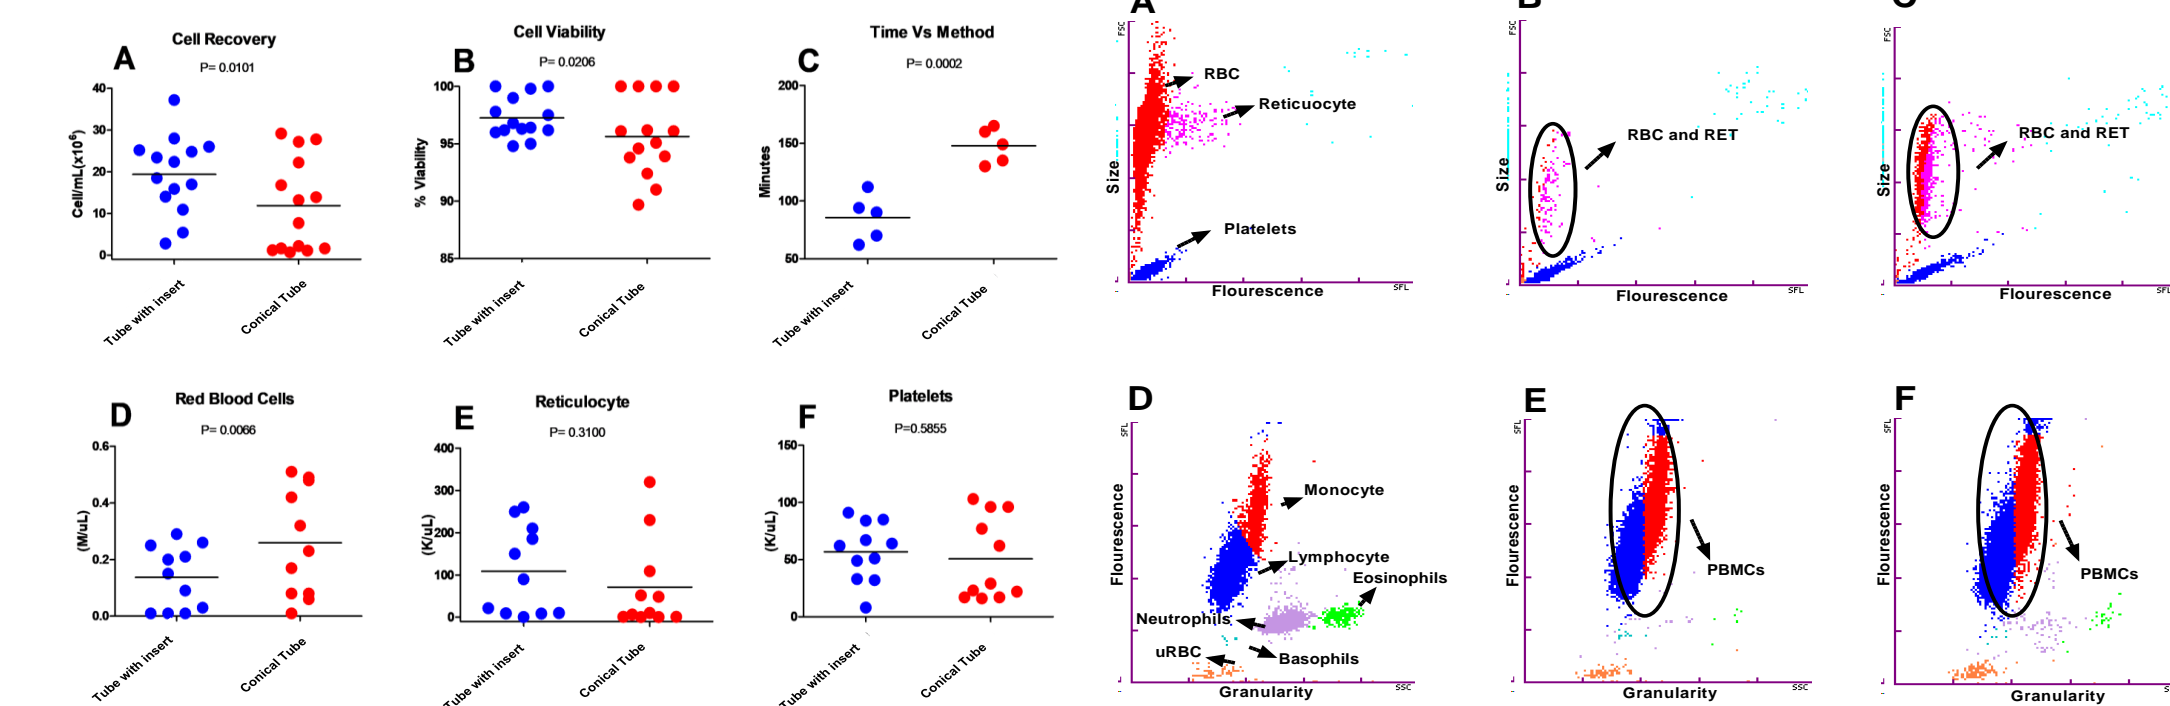 A
Cell Recovery
P= 0.0101
Cell/mL(x10⁶)
40
30
20
10
0
Tube with insert
Conical Tube
B
Cell Viability
P= 0.0206
% Viability
100
95
90
85
Tube with insert
Conical Tube
C
Time Vs Method
P= 0.0002
Minutes
200
150
100
50
Tube with insert
Conical Tube
D
Red Blood Cells
P= 0.0066
(M/uL)
0.6
0.4
0.2
0.0
Tube with insert
Conical Tube
E
Reticulocyte
P= 0.3100
(K/uL)
400
300
200
100
0
Tube with insert
Conical Tube
F
Platelets
P=0.5855
(K/uL)
150
100
50
0
Tube with insert
Conical Tube
A
FSC
Size
RBC
Reticuocyte
Platelets
Flourescence
SFL
B
FSC
Size
RBC and RET
Flourescence
SFL
C
FSC
Size
RBC and RET
Flourescence
SFL
D
SFL
Flourescence
Monocyte
Lymphocyte
Eosinophils
Neutrophils
uRBC
Basophils
Granularity
SSC
E
SFL
Flourescence
PBMCs
Granularity
SSC
F
SFL
Flourescence
PBMCs
Granularity